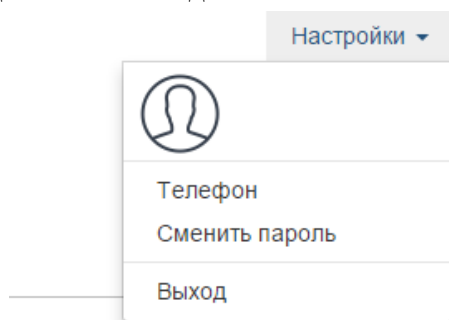 Настройки
Телефон
Сменить пароль
Выход